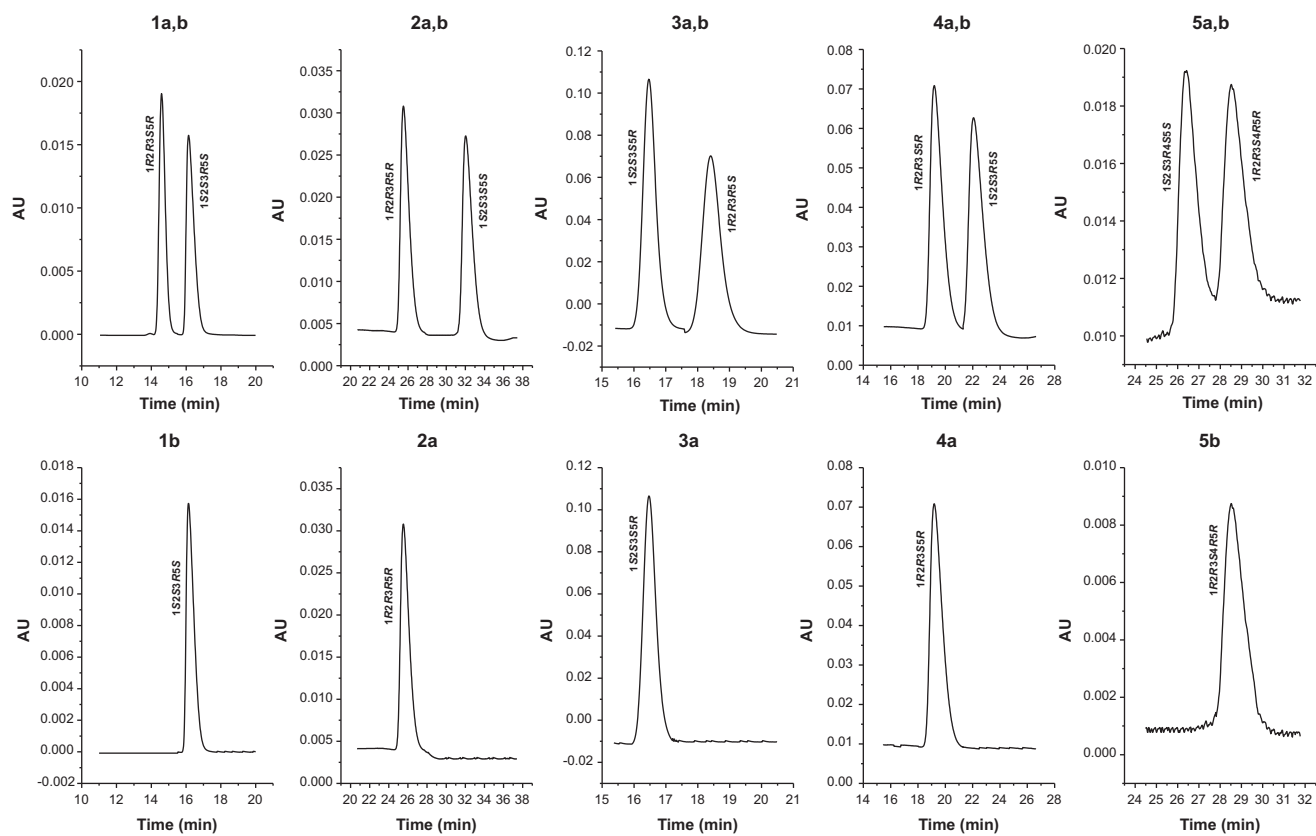 1a,b
AU
0.020
0.015
0.010
0.005
0.000
1R2R3S5R
1S2S3R5S
10 12 14 16 18 20
Time (min)
2a,b
AU
0.035
0.030
0.025
0.020
0.015
0.010
0.005
0.000
1R2R3R5R
1S2S3S5S
20 22 24 26 28 30 32 34 36 38
Time (min)
3a,b
AU
0.12
0.10
0.08
0.06
0.04
0.02
0.00
-0.02
1S2S3S5R
1R2R3R5S
15 16 17 18 19 20 21
Time (min)
4a,b
AU
0.08
0.07
0.06
0.05
0.04
0.03
0.02
0.01
0.00
1R2R3S5R
1S2S3R5S
14 16 18 20 22 24 26 28
Time (min)
5a,b
AU
0.020
0.018
0.016
0.014
0.012
0.010
1S2S3R4S5S
1R2R3S4R5R
24 25 26 27 28 29 30 31 32
Time (min)
1b
AU
0.018
0.016
0.014
0.012
0.010
0.008
0.006
0.004
0.002
0.000
-0.002
1S2S3R5S
10 12 14 16 18 20
Time (min)
2a
AU
0.035
0.030
0.025
0.020
0.015
0.010
0.005
0.000
1R2R3R5R
20 22 24 26 28 30 32 34 36 38
Time (min)
3a
AU
0.12
0.10
0.08
0.06
0.04
0.02
0.00
-0.02
1S2S3S5R
15 16 17 18 19 20 21
Time (min)
4a
AU
0.08
0.07
0.06
0.05
0.04
0.03
0.02
0.01
0.00
1R2R3S5R
14 16 18 20 22 24 26 28
Time (min)
5b
AU
0.010
0.008
0.006
0.004
0.002
0.000
1R2R3S4R5R
24 25 26 27 28 29 30 31 32
Time (min)